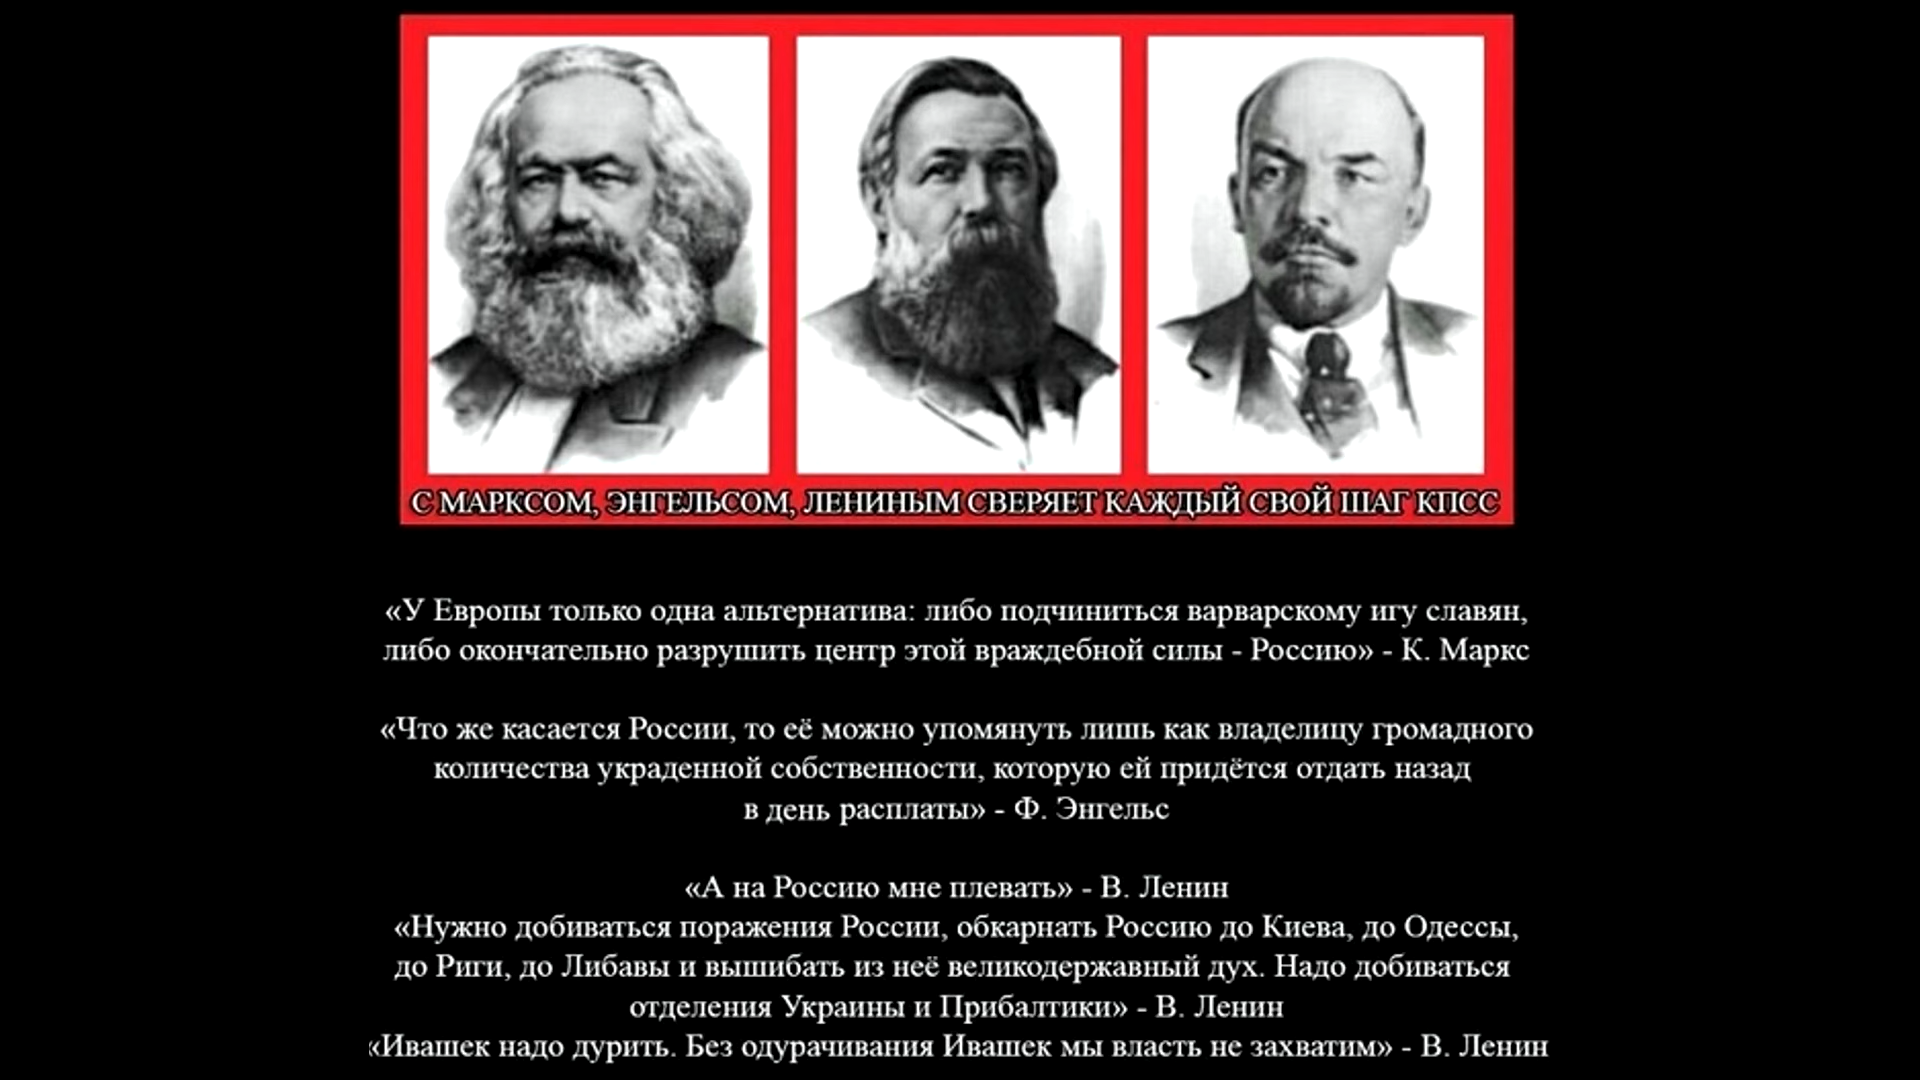 С МАРКСОМ, ЭНГЕЛЬСОМ, ЛЕНИНЫМ СВЕРЯЕТ КАЖДЫЙ СВОЙ ШАГ КПСС
«У Европы только одна альтернатива: либо подчиниться варварскому игу славян,
либо окончательно разрушить центр этой враждебной силы - Россию» - К. Маркс
«Что же касается России, то её можно упомянуть лишь как владелицу громадного
количества украденной собственности, которую ей придётся отдать назад
в день расплаты» - Ф. Энгельс
«А на Россию мне плевать» - В. Ленин
«Нужно добиваться поражения России, обкарнать Россию до Киева, до Одессы,
до Риги, до Либавы и вышибать из неё великодержавный дух. Надо добиваться
отделения Украины и Прибалтики» - В. Ленин
«Ивашек надо дурить. Без одурачивания Ивашек мы власть не захватим» - В. Ленин